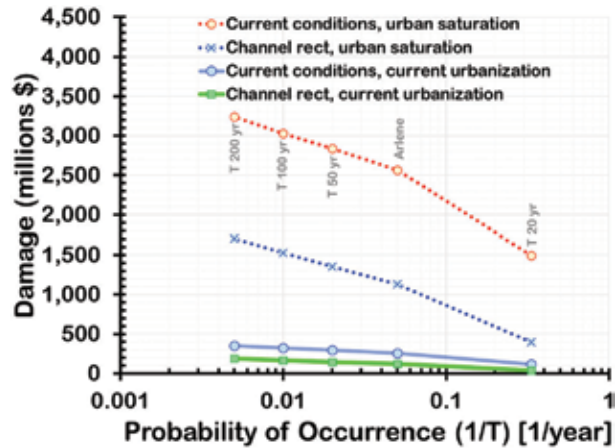 4,500
4,000
3,500
3,000
2,500
2,000
1,500
1,000
500
0
Damage (millions $)
Current conditions, urban saturation
Channel rect, urban saturation
Current conditions, current urbanization
Channel rect, current urbanization
T 200 yr
T 100 yr
T 50 yr
Arlene
T 20 yr
0.001
0.01
0.1
1
Probability of Occurrence (1/T) [1/year]